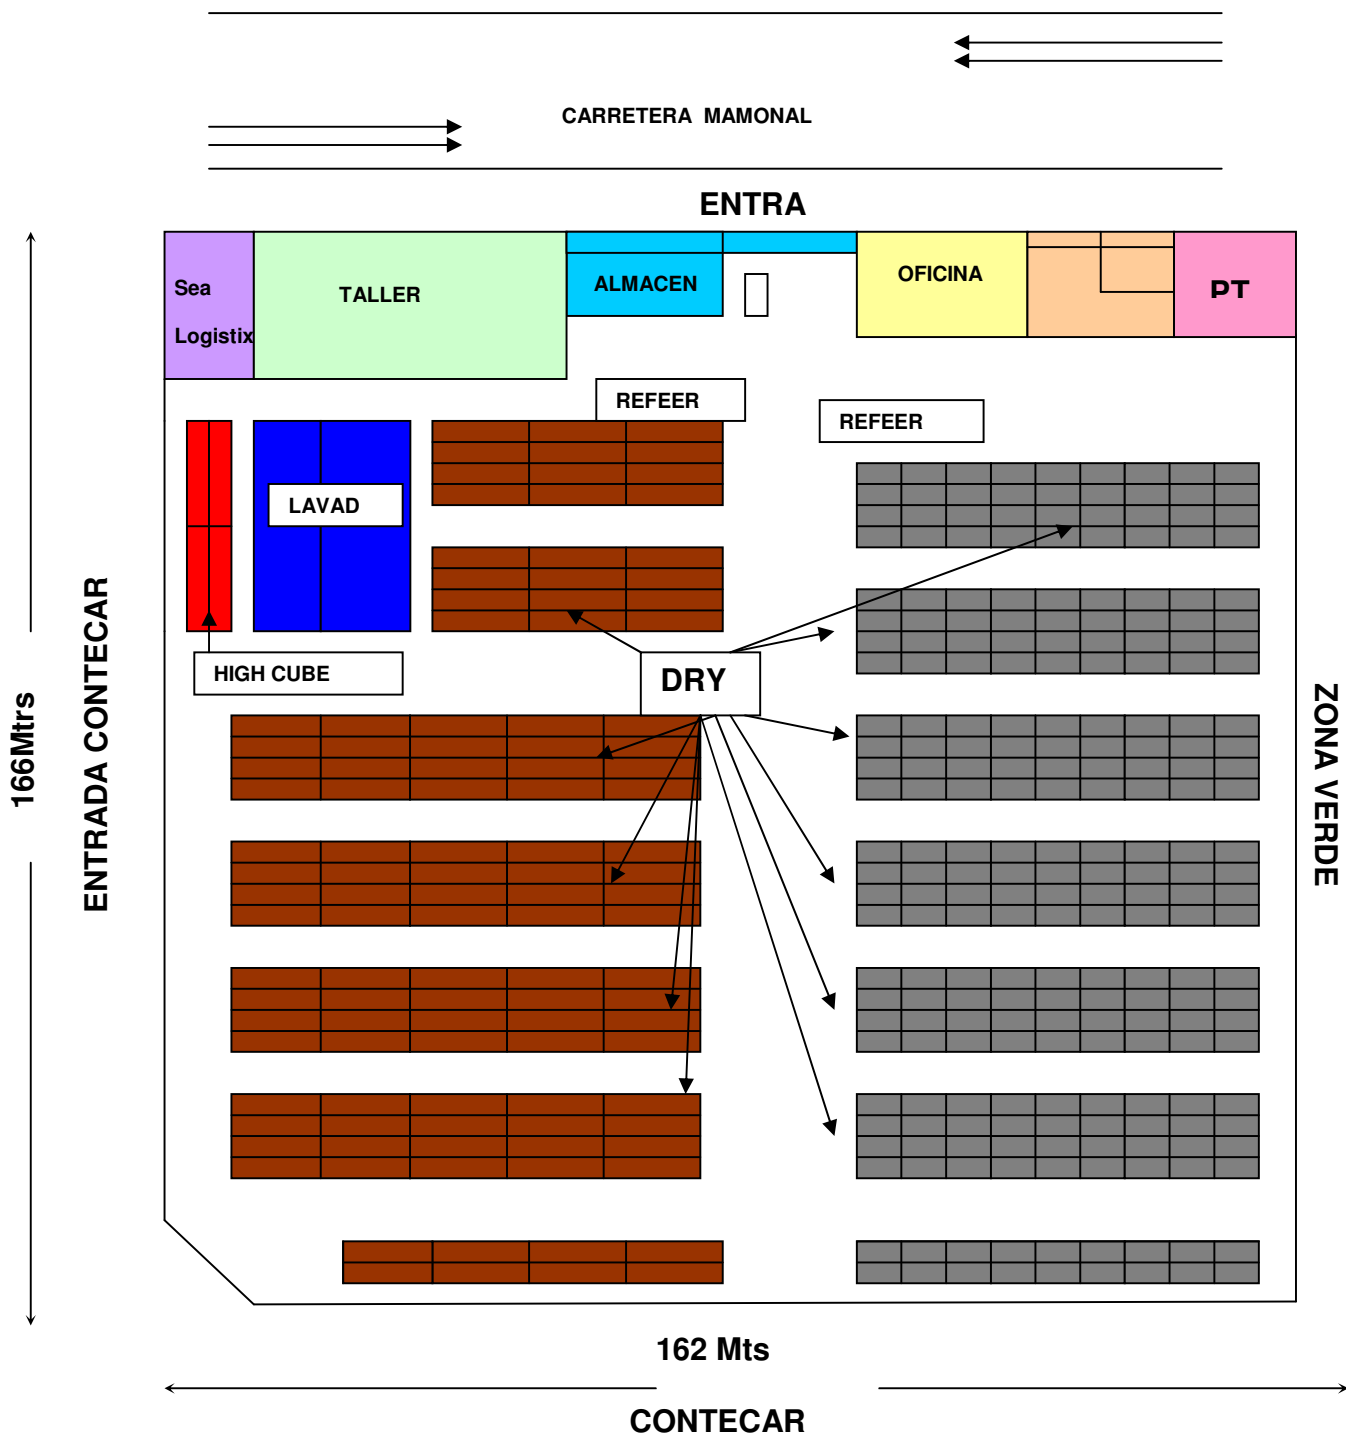 CARRETERA MAMONAL
ENTRA
Sea
Logistix
TALLER
ALMACEN
OFICINA
PT
REFEER
REFEER
LAVAD
HIGH CUBE
DRY
166Mtrs
ENTRADA CONTECAR
ZONA VERDE
162 Mts
CONTECAR